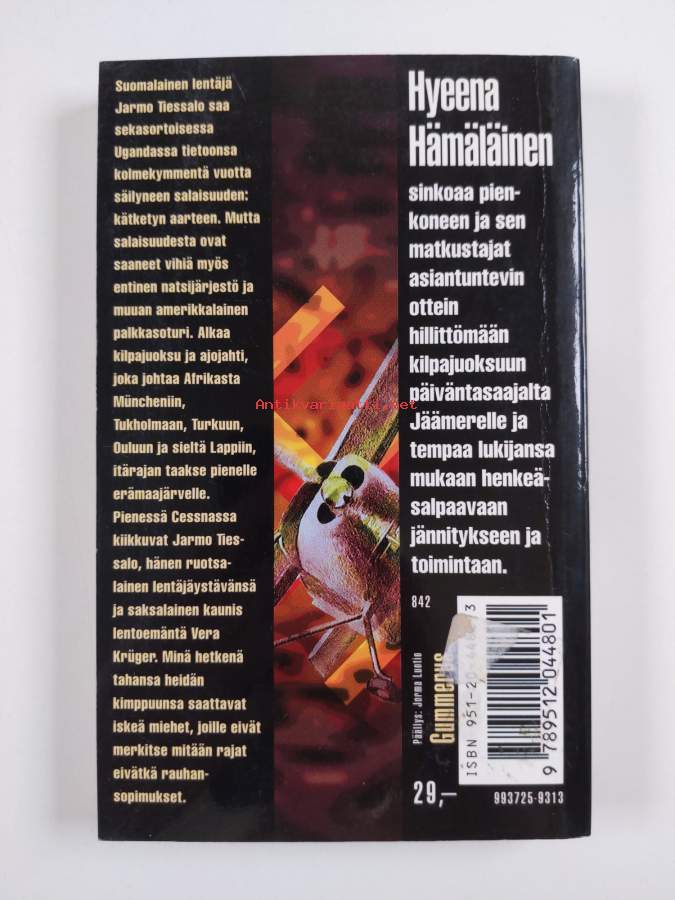 Suomalainen lentäjä
Jarmo Tiessalo saa
sekasortoisessa
Ugandassa tietoonsa
kolmekymmentä vuotta
säilyneen salaisuuden:
kätketyn aarteen. Mutta
salaisuudesta ovat
saaneet vihiä myös
entinen natsijärjestö ja
muuan amerikkalainen
palkkasoturi. Alkaa
kilpajuoksu ja ajojahti,
joka johtaa Afrikasta
Müncheniin,
Tukholmaan, Turkuun,
Ouluun ja sieltä Lappiin,
itärajan taakse pienelle
erämaajärvelle.
Pienessä Cessnassa
kiikkuvat Jarmo Ties-
salo, hänen ruotsa-
lainen lentäjäystävänsä
ja saksalainen kaunis
lentoemäntä Vera
Krüger. Minä hetkenä
tahansa heidän
kimppuunsa saattavat
iskeä miehet, joille eivät
merkitse mitään rajat
eivätkä rauhan-
sopimukset.
Antikvariaatti.net
Hyeena
Hämäläinen
sinkoaa pien-
koneen ja sen
matkustajat
asiantuntevin
ottein
hillittömään
kilpajuoksuun
päiväntasaajalta
Jäämerelle ja
tempaa lukijansa
mukaan henkeä-
salpaavaan
jännitykseen ja
toimintaan.
842
Päällys: Jorma Luotio
Gummerus
ISBN 951-20-44
9 789512 044801
29,–
993725-9313